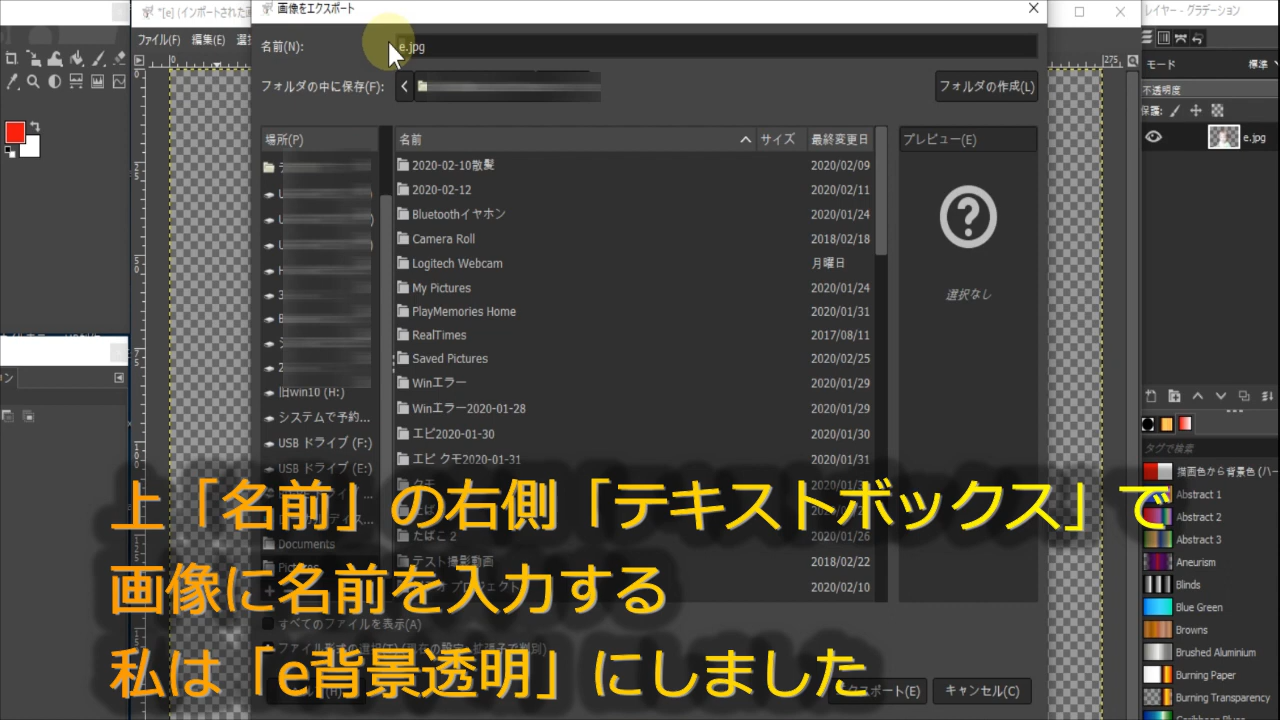 *[e] (インポートされた画
画像をエクスポート
レイヤー - グラデーション
ファイル(F) 編集(E) 選
名前(N):
e.jpg
フォルダの中に保存(F):
フォルダの作成(L)
モード
標準
不透明度
保護:
e.jpg
場所(P)
名前
サイズ
最終変更日
プレビュー(E)
2020-02-10散髪 2020/02/09
2020-02-12 2020/02/11
Bluetoothイヤホン 2020/01/24
Camera Roll 2018/02/18
Logitech Webcam 月曜日
My Pictures 2020/01/24
PlayMemories Home 2020/01/31
RealTimes 2017/08/11
Saved Pictures 2020/02/25
Winエラー 2020/01/29
Winエラー2020-01-28 2020/01/29
エビ2020-01-30 2020/01/30
エビ クモ2020-01-31 2020/01/31
選択なし
旧win10 (H:)
システムで予約...
USB ドライブ (F:)
USB ドライブ (E:)
Documents
たばこ2 2020/01/26
テスト撮影動画 2018/02/22
2020/02/10
すべてのファイルを表示(A)
キャンセル(C)
タグで検索
描画色から背景色 (ハー
Abstract 1
Abstract 2
Abstract 3
Aneurism
Blinds
Blue Green
Browns
Brushed Aluminium
Burning Paper
Burning Transparency
上「名前」の右側「テキストボックス」で
画像に名前を入力する
私は「e背景透明」にしました